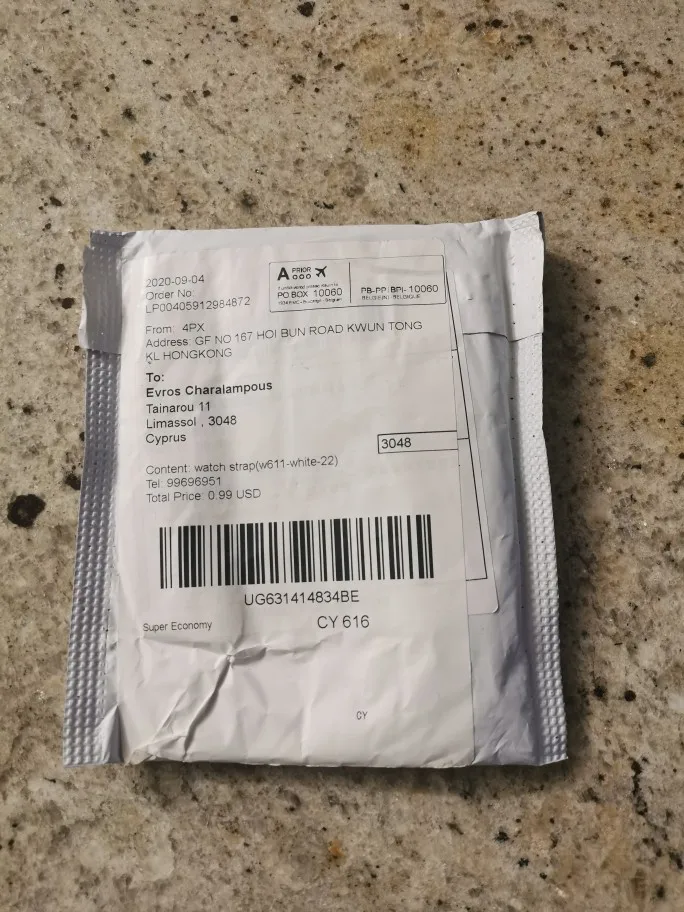 2020-09-04
Order No:
LP00405912984872
A PRIOR
PO BOX 10060
PB-PP|BPI-10060
BELGIE(N)-BELGIQUE
From: 4PX
Address: GF NO 167 HOI BUN ROAD KWUN TONG
KL HONGKONG
To:
Evros Charalampous
Tainarou 11
Limassol , 3048
Cyprus
3048
Content: watch strap(w611-white-22)
Tel: 99696951
Total Price: 0.99 USD
UG631414834BE
Super Economy
CY 616
CY